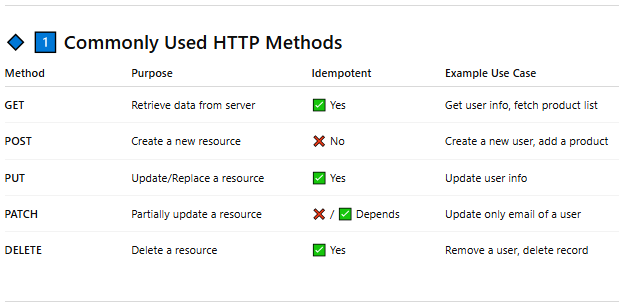 🔷 1️⃣ Commonly Used HTTP Methods
Method Purpose Idempotent Example Use Case
GET Retrieve data from server ✅ Yes Get user info, fetch product list
POST Create a new resource ❌ No Create a new user, add a product
PUT Update/Replace a resource ✅ Yes Update user info
PATCH Partially update a resource ❌ / ✅ Depends Update only email of a user
DELETE Delete a resource ✅ Yes Remove a user, delete record